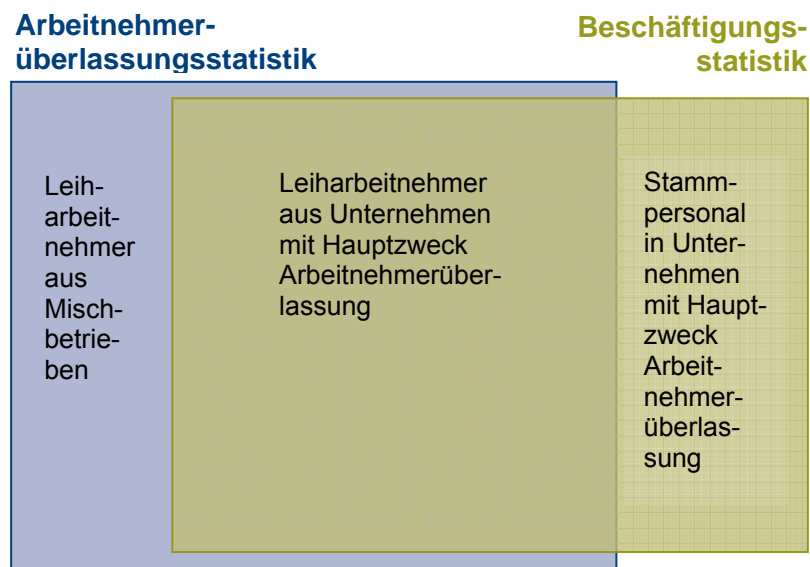 Arbeitnehmer-
überlassungsstatistik
Beschäftigungs-
statistik
Leih-
arbeit-
nehmer
aus
Misch-
betrie-
ben
Leiharbeitnehmer
aus Unternehmen
mit Hauptzweck
Arbeitnehmerüber-
lassung
Stamm-
personal
in Unter-
nehmen
mit Haupt-
zweck
Arbeit-
nehmer-
überlas-
sung